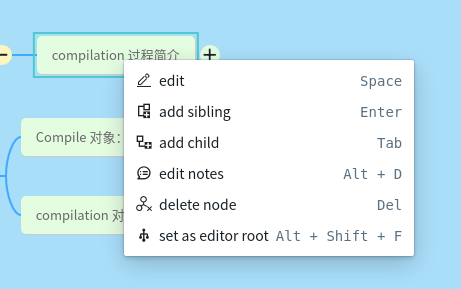 compilation 过程简介
edit Space
add sibling Enter
Compile 对象:
add child Tab
edit notes Alt + D
delete node Del
compilation 对
set as editor root Alt + Shift + F